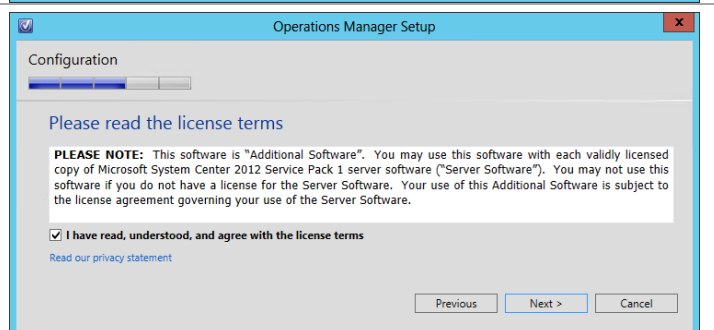 Operations Manager Setup
x
Configuration
Please read the license terms
PLEASE NOTE: This software is "Additional Software". You may use this software with each validly licensed
copy of Microsoft System Center 2012 Service Pack 1 server software ("Server Software"). You may not use this
software if you do not have a license for the Server Software. Your use of this Additional Software is subject to
the license agreement governing your use of the Server Software.
I have read, understood, and agree with the license terms
Read our privacy statement
Previous Next > Cancel